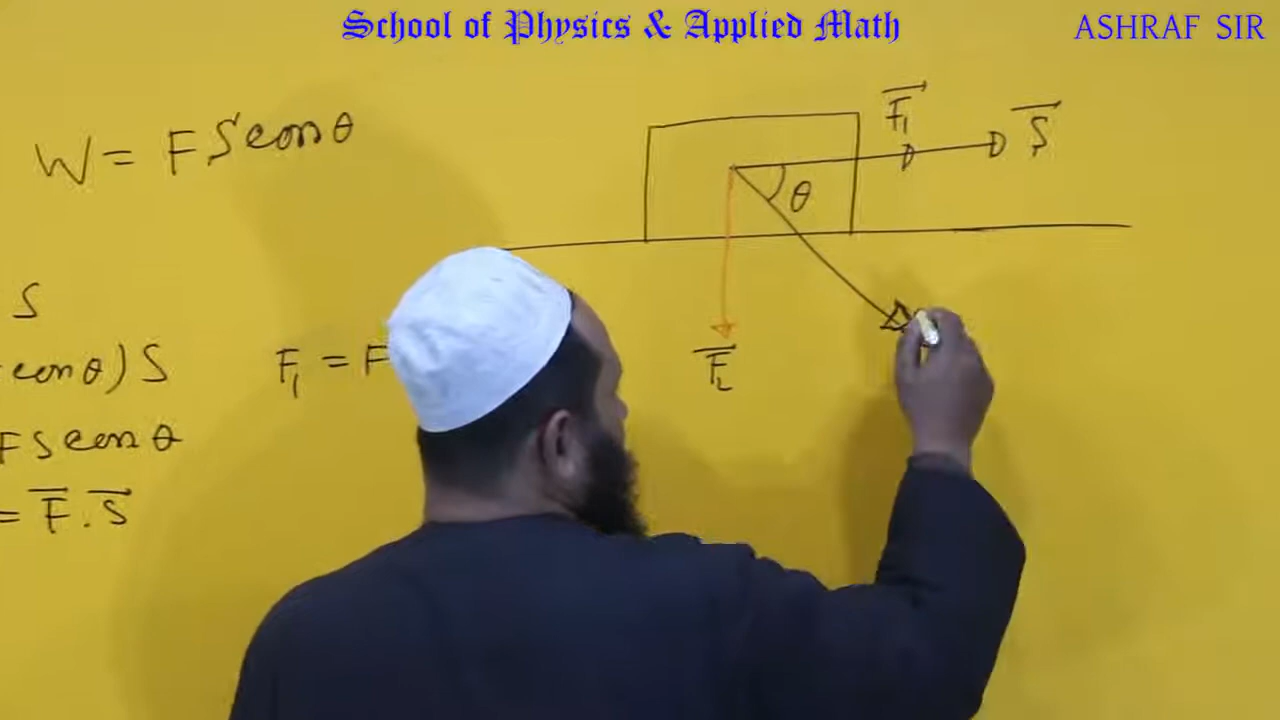 School of Physics & Applied Math
ASHRAF SIR
W = F S cos θ
F₁
S
θ
S
cos θ) S
F₁ = F
F₂
F S cos θ
= F . S